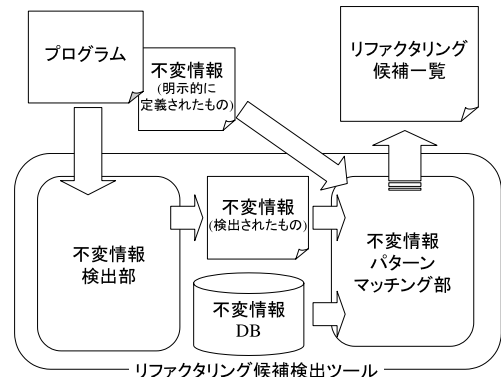 プログラム
不変情報
(明示的に
定義されたもの)
リファクタリング
候補一覧
不変情報
検出部
不変情報
(検出されたもの)
不変情報
DB
不変情報
パターン
マッチング部
リファクタリング候補検出ツール